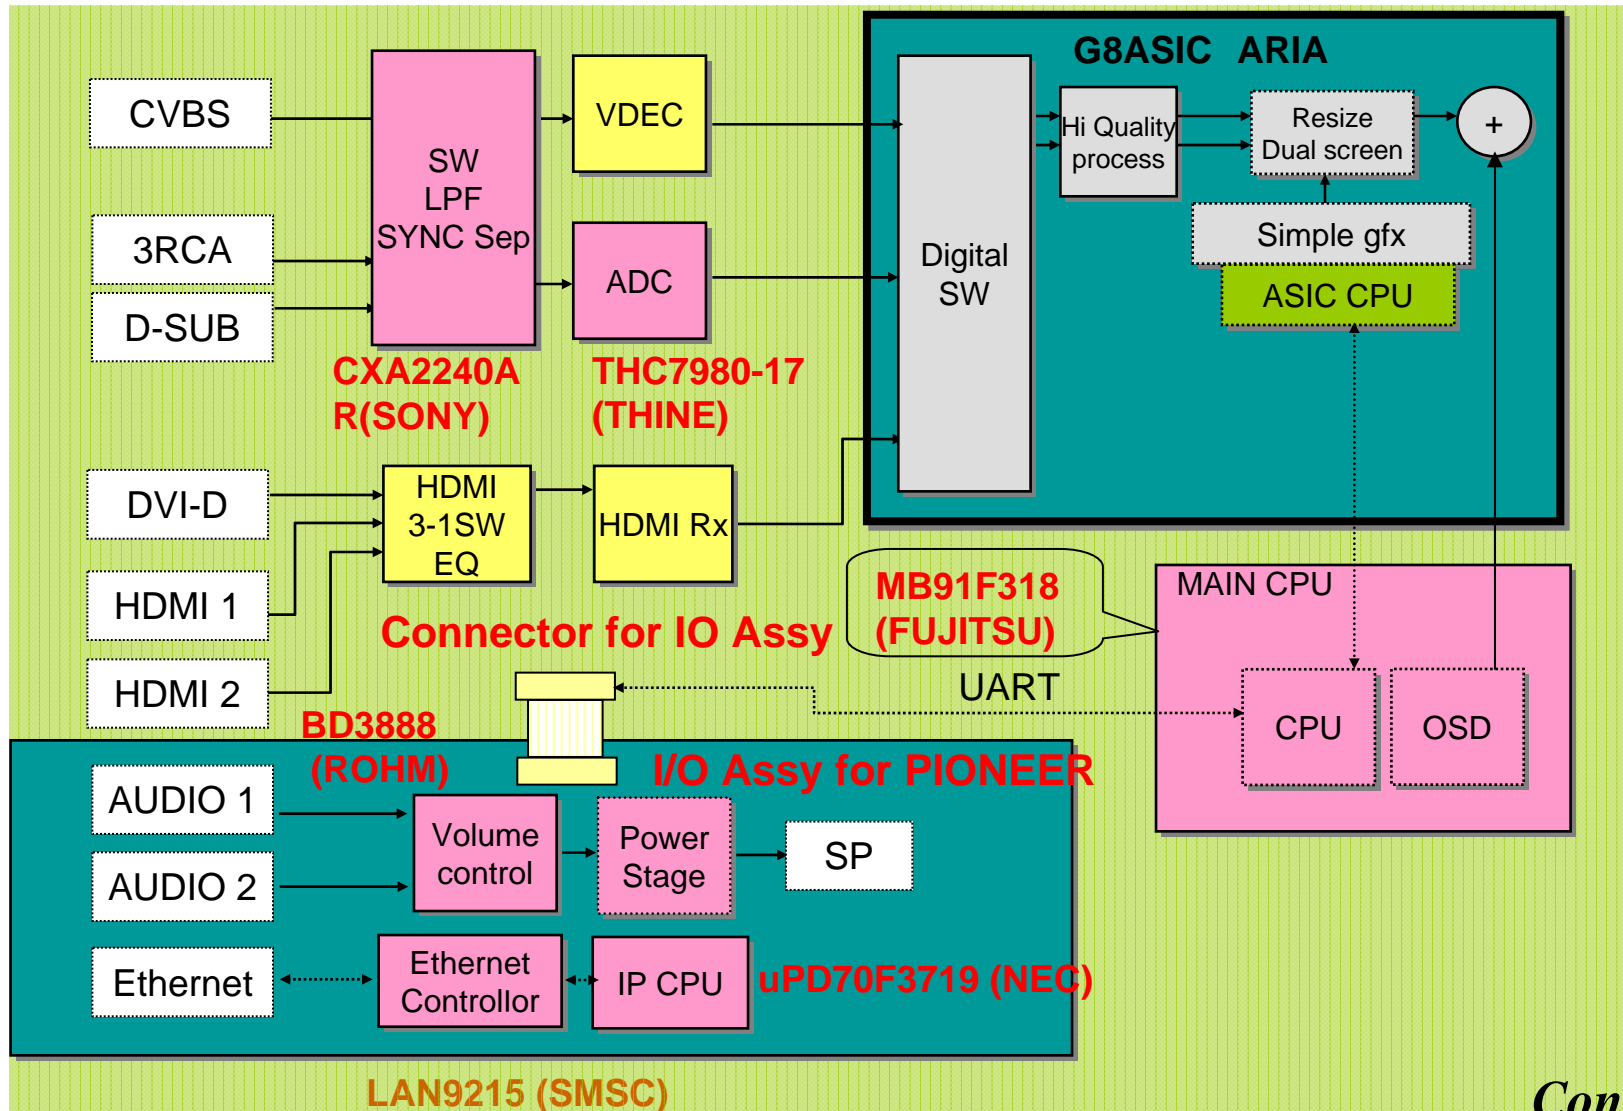 G8ASIC ARIA
CVBS
SW
LPF
SYNC Sep
VDEC
Hi Quality
process
Resize
Dual screen
+
3RCA
D-SUB
ADC
Digital
SW
Simple gfx
ASIC CPU
CXA2240A
R(SONY)
THC7980-17
(THINE)
DVI-D
HDMI 1
HDMI 2
HDMI
3-1SW
EQ
HDMI Rx
MB91F318
(FUJITSU)
MAIN CPU
Connector for IO Assy
UART
CPU
OSD
BD3888
(ROHM)
I/O Assy for PIONEER
AUDIO 1
AUDIO 2
Volume
control
Power
Stage
SP
Ethernet
Ethernet
Controllor
IP CPU
uPD70F3719 (NEC)
LAN9215 (SMSC)
Con